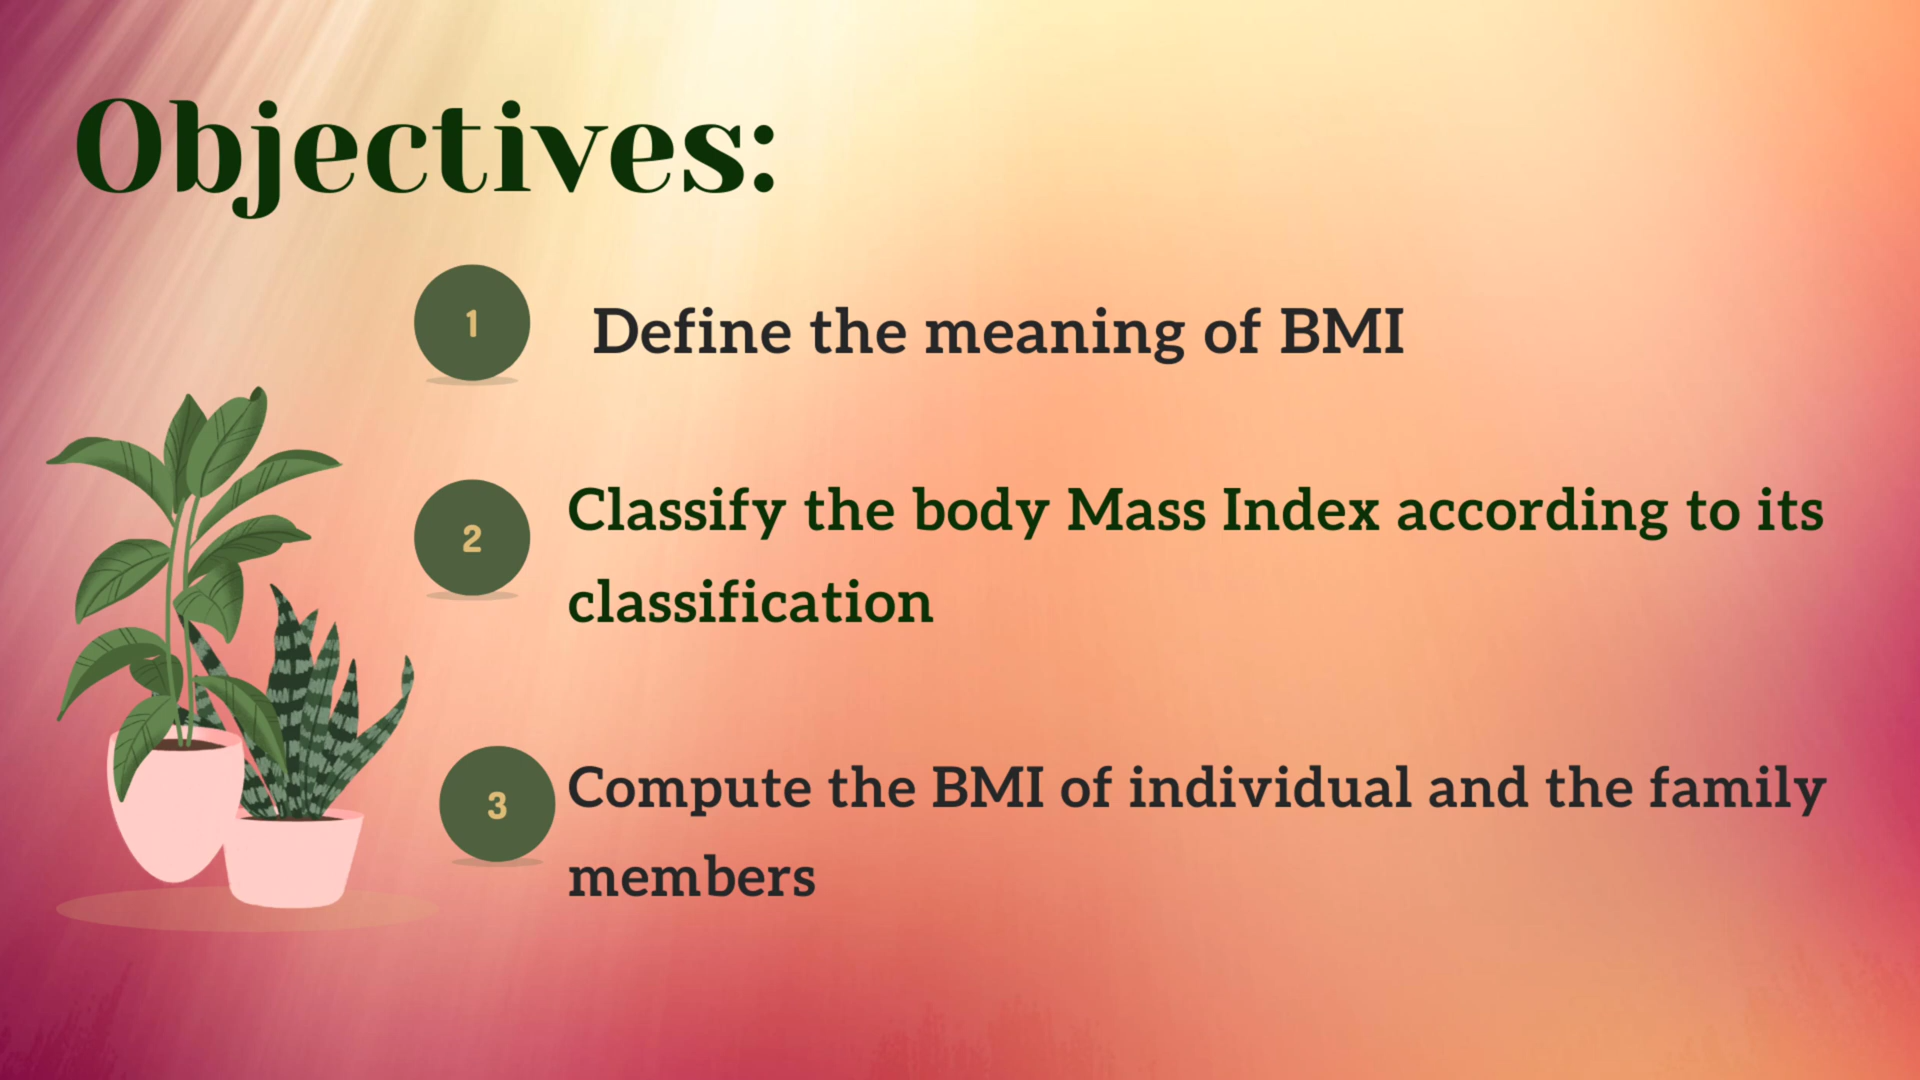 Objectives:
1
Define the meaning of BMI
2
Classify the body Mass Index according to its
classification
3
Compute the BMI of individual and the family
members